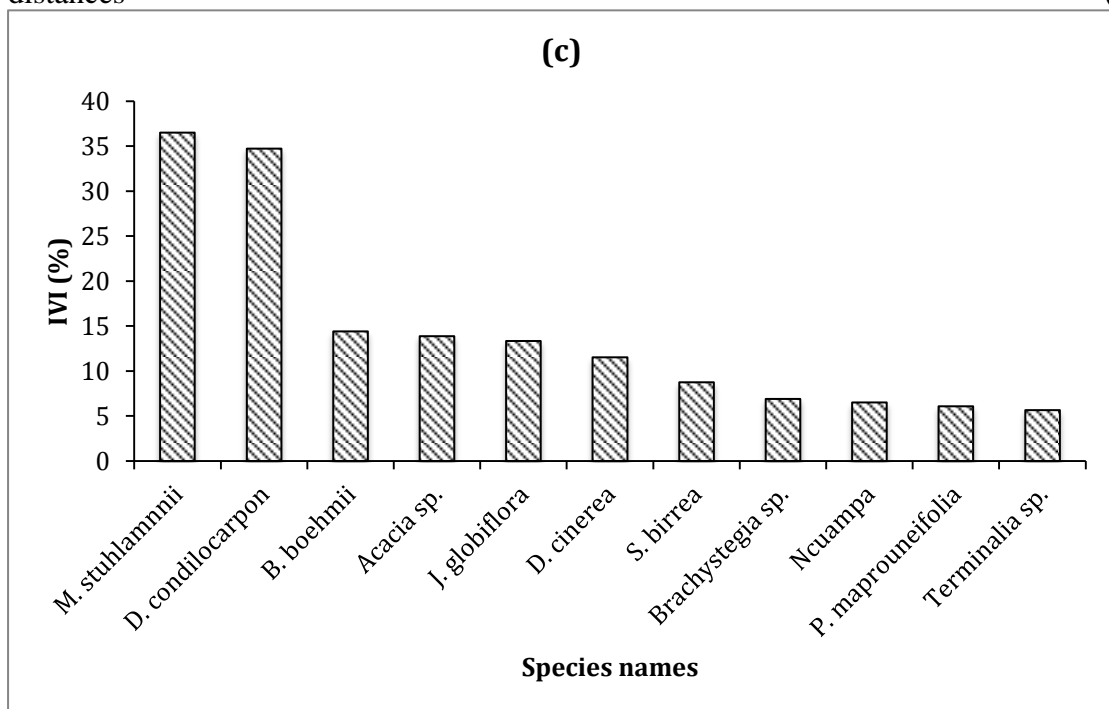 distances
(c)
40
35
30
25
20
15
10
5
0
IVI (%)
M. stuhlamnnii
D. condilocarpon
B. boehmii
Acacia sp.
J. globiflora
D. cinerea
S. birrea
Brachystegia sp.
Ncuampa
P. maprouneifolia
Terminalia sp.
Species names